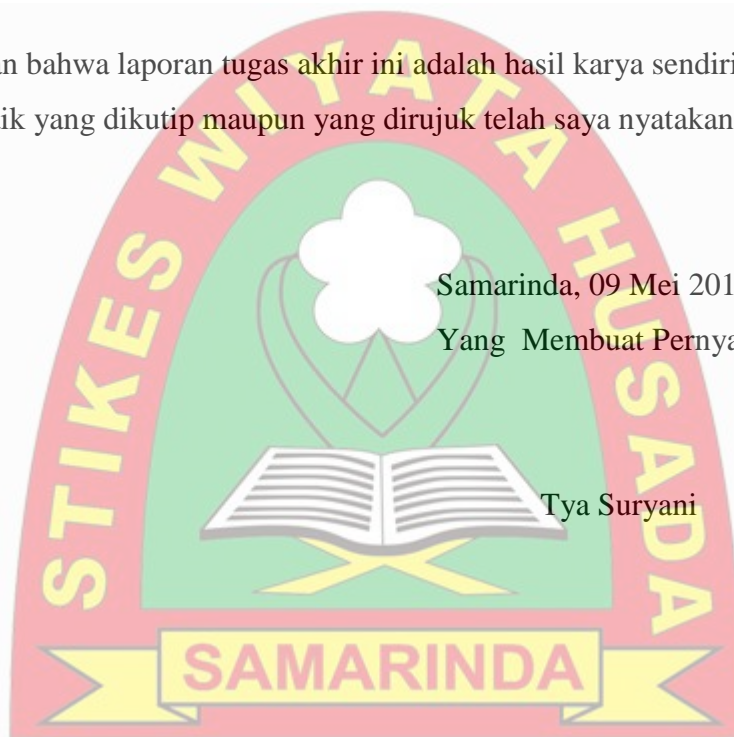 an bahwa laporan tugas akhir ini adalah hasil karya sendiri
ik yang dikutip maupun yang dirujuk telah saya nyatakan
Samarinda, 09 Mei 201
Yang Membuat Pernya
Tya Suryani
STIKES WIYATA HUSADA
SAMARINDA